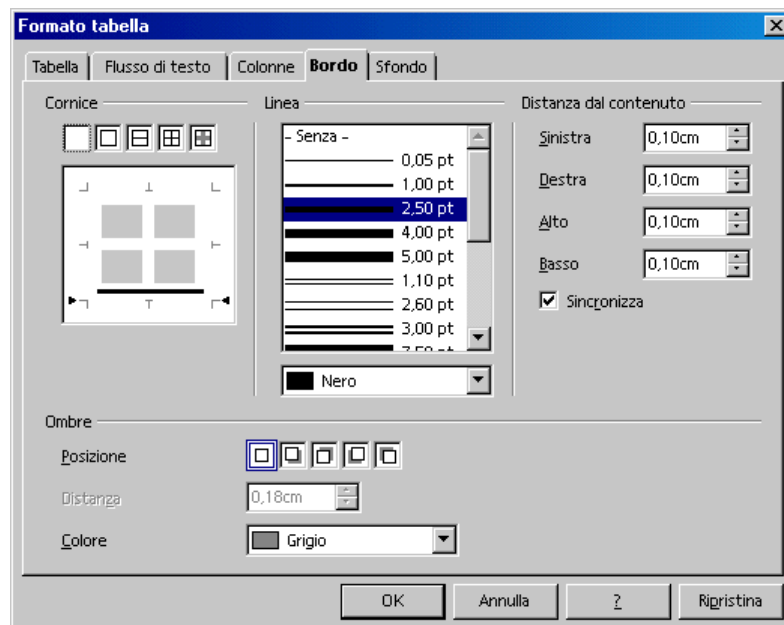 Formato tabella
Tabella Flusso di testo Colonne Bordo Sfondo
Cornice
Linea
- Senza -
0,05 pt
1,00 pt
2,50 pt
4,00 pt
5,00 pt
1,10 pt
2,60 pt
3,00 pt
7,50 pt
Nero
Distanza dal contenuto
Sinistra 0,10cm
Destra 0,10cm
Alto 0,10cm
Basso 0,10cm
Sincronizza
Ombre
Posizione
Distanza 0,18cm
Colore Grigio
OK Annulla ? Ripristina